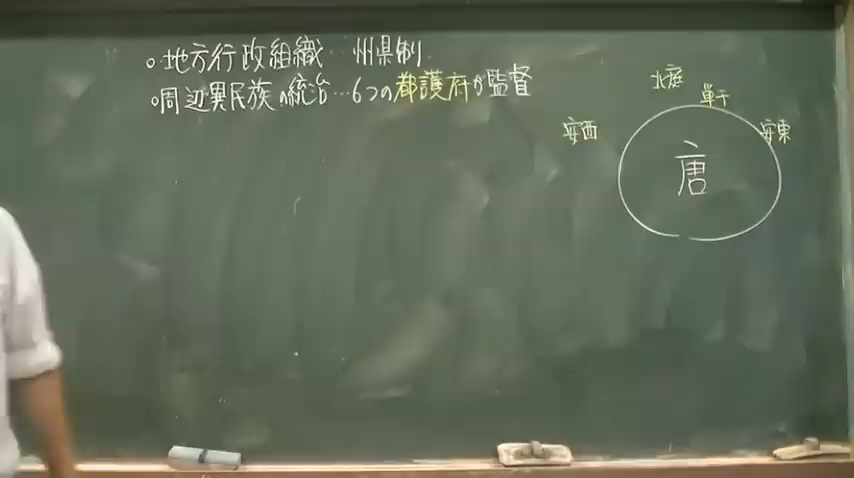 ○地方行政組織…州県制
○周辺異民族の統治…6つの都護府が監督
北庭
単于
安西
安東
唐